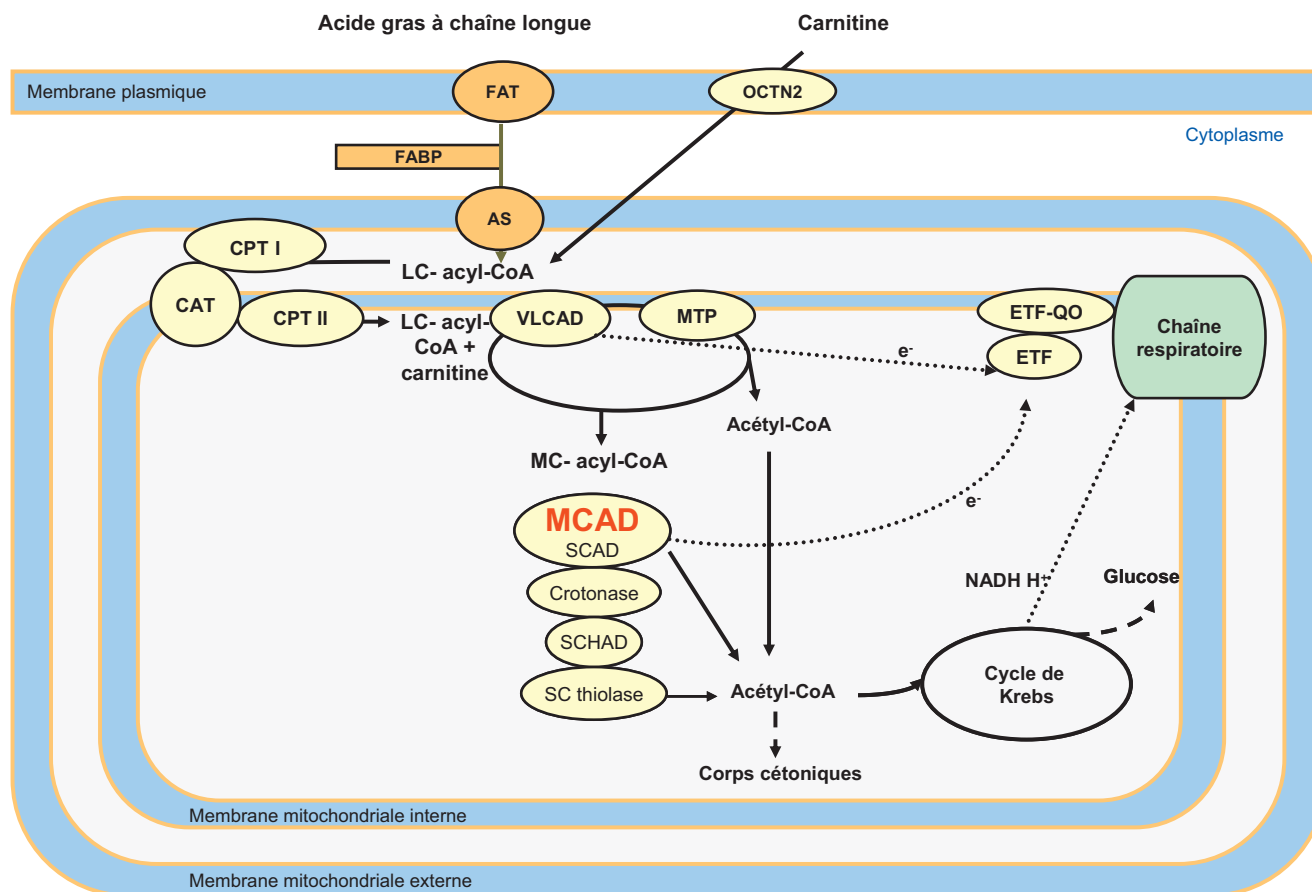 Acide gras à chaîne longue
Carnitine
Membrane plasmique
FAT
OCTN2
Cytoplasme
FABP
AS
CPT I
LC- acyl-CoA
CAT
CPT II
LC- acyl-
CoA +
carnitine
VLCAD
MTP
ETF-QO
ETF
Chaîne
respiratoire
e-
Acétyl-CoA
MC- acyl-CoA
MCAD
SCAD
e-
Crotonase
NADH H+
Glucose
SCHAD
SC thiolase
Acétyl-CoA
Cycle de
Krebs
Corps cétoniques
Membrane mitochondriale interne
Membrane mitochondriale externe